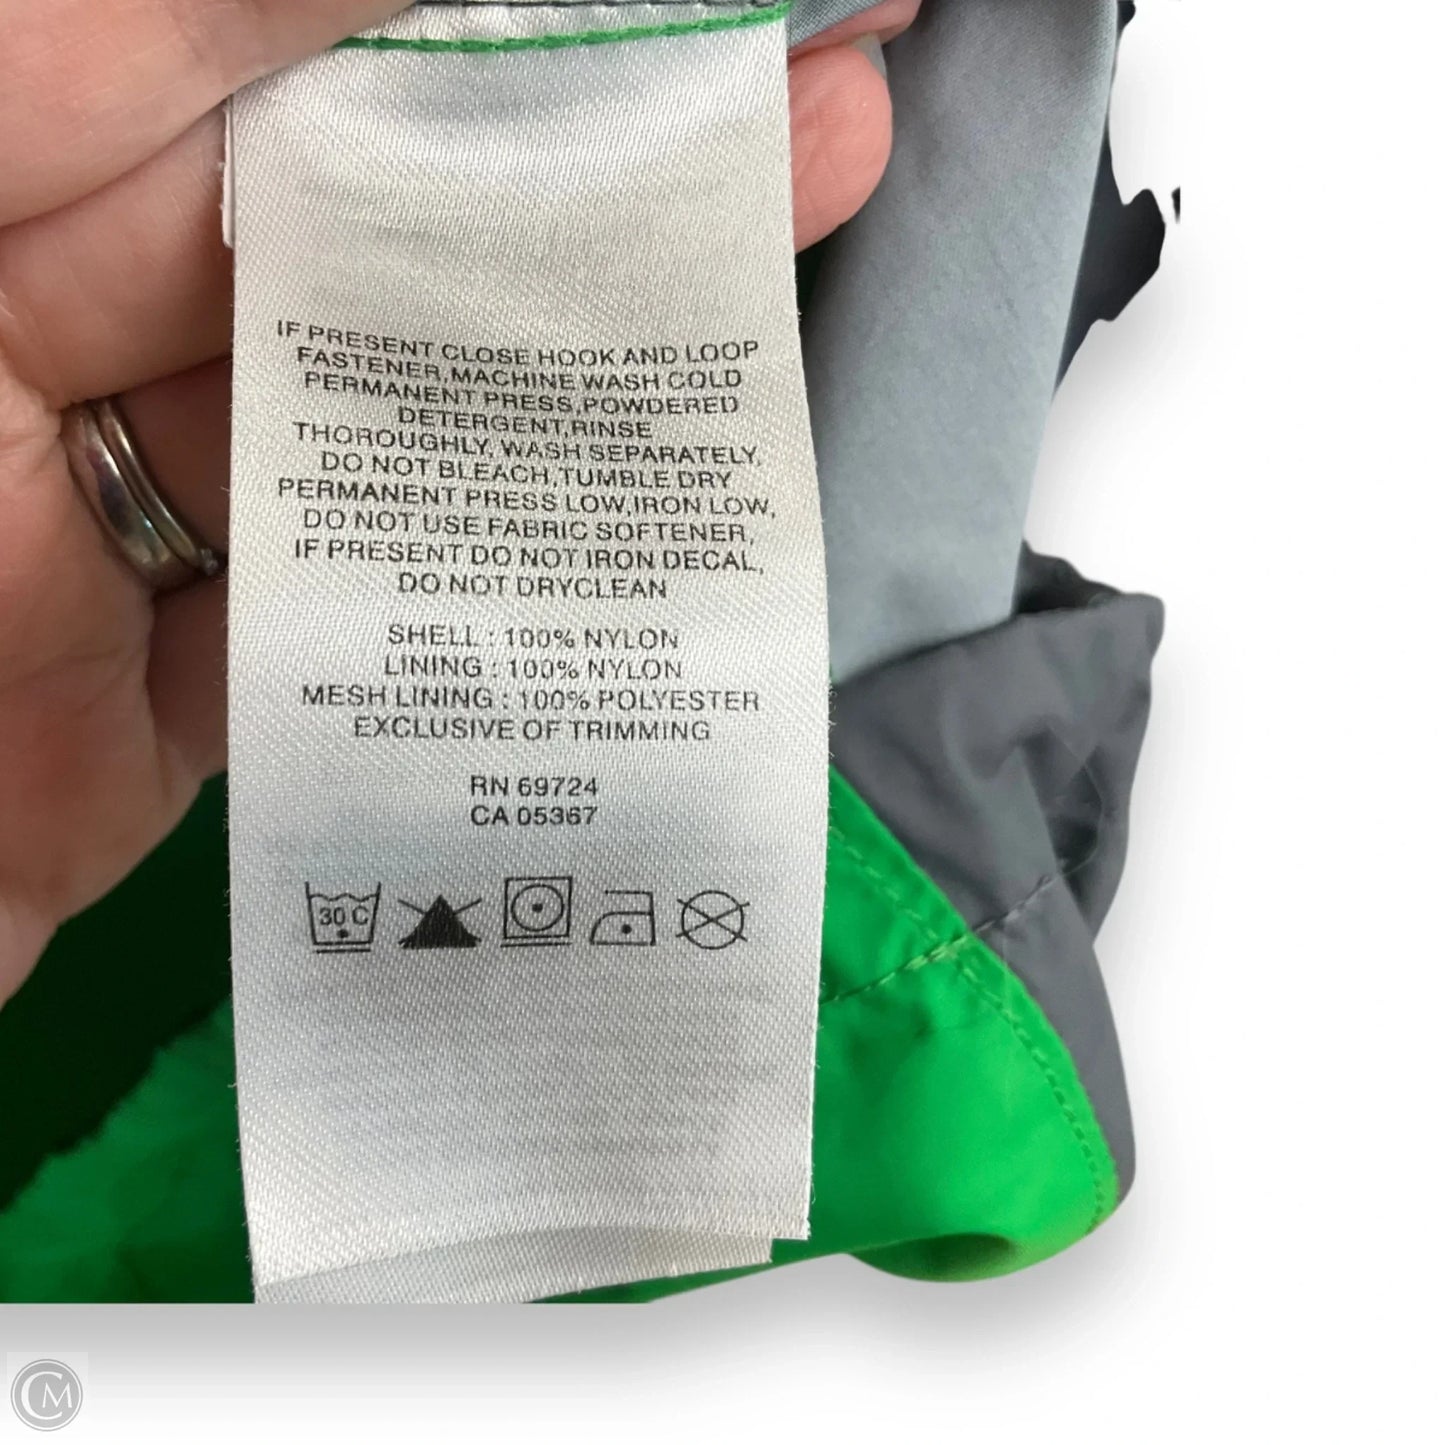 IF PRESENT CLOSE HOOK AND LOOP
FASTENER,MACHINE WASH COLD
PERMANENT PRESS,POWDERED
DETERGENT,RINSE
THOROUGHLY, WASH SEPARATELY,
DO NOT BLEACH,TUMBLE DRY
PERMANENT PRESS LOW,IRON LOW,
DO NOT USE FABRIC SOFTENER,
IF PRESENT DO NOT IRON DECAL,
DO NOT DRYCLEAN
SHELL : 100% NYLON
LINING : 100% NYLON
MESH LINING : 100% POLYESTER
EXCLUSIVE OF TRIMMING
RN 69724
CA 05367
30 C
CM